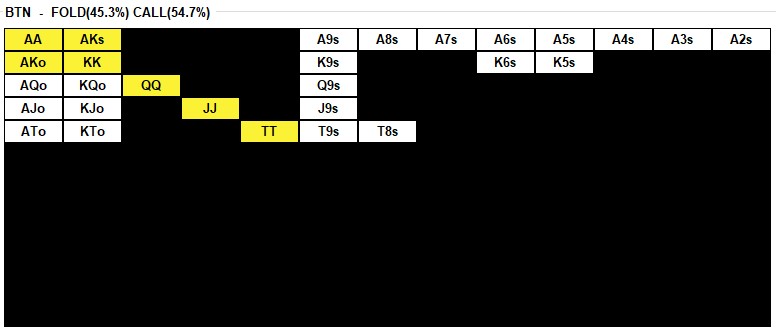 BTN - FOLD(45.3%) CALL(54.7%)
AA AKs A9s A8s A7s A6s A5s A4s A3s A2s
AKo KK K9s K6s K5s
AQo KQo QQ Q9s
AJo KJo JJ J9s
ATo KTo TT T9s T8s